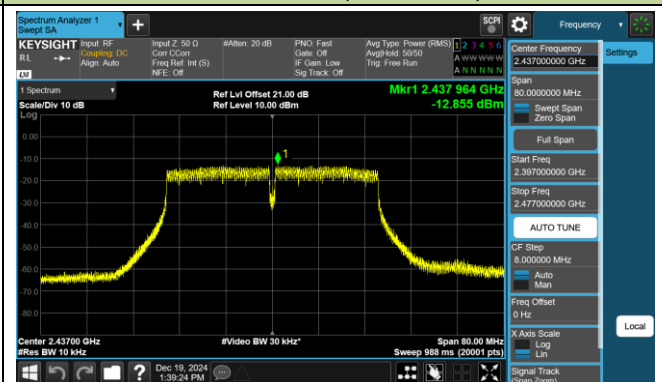 Spectrum Analyzer 1
Swept SA
+
SCPI
Frequency
KEYSIGHT
RL
LXI
Input: RF
Coupling: DC
Align: Auto
Input Z: 50 Ω
Corr CCorr
Freq Ref: Int (S)
NFE: Off
#Atten: 20 dB
PNO: Fast
Gate: Off
IF Gain: Low
Sig Track: Off
Avg Type: Power (RMS)
Avg|Hold: 50/50
Trig: Free Run
1 2 3 4 5 6
A W W W W W
A N N N N N
1 Spectrum
Scale/Div 10 dB
Log
Ref Lvl Offset 21.00 dB
Ref Level 10.00 dBm
Mkr1 2.437 964 GHz
-12.855 dBm
0.00
-10.0
-20.0
-30.0
-40.0
-50.0
-60.0
-70.0
-80.0
1
Center 2.43700 GHz
#Res BW 10 kHz
#Video BW 30 kHz*
Span 80.00 MHz
Sweep 988 ms (20001 pts)
Dec 19, 2024
1:39:24 PM
Center Frequency
2.437000000 GHz
Span
80.0000000 MHz
Swept Span
Zero Span
Full Span
Start Freq
2.397000000 GHz
Stop Freq
2.477000000 GHz
AUTO TUNE
CF Step
8.000000 MHz
Auto
Man
Freq Offset
0 Hz
X Axis Scale
Log
Lin
Signal Track
(Span Zoom)
Settings
Local